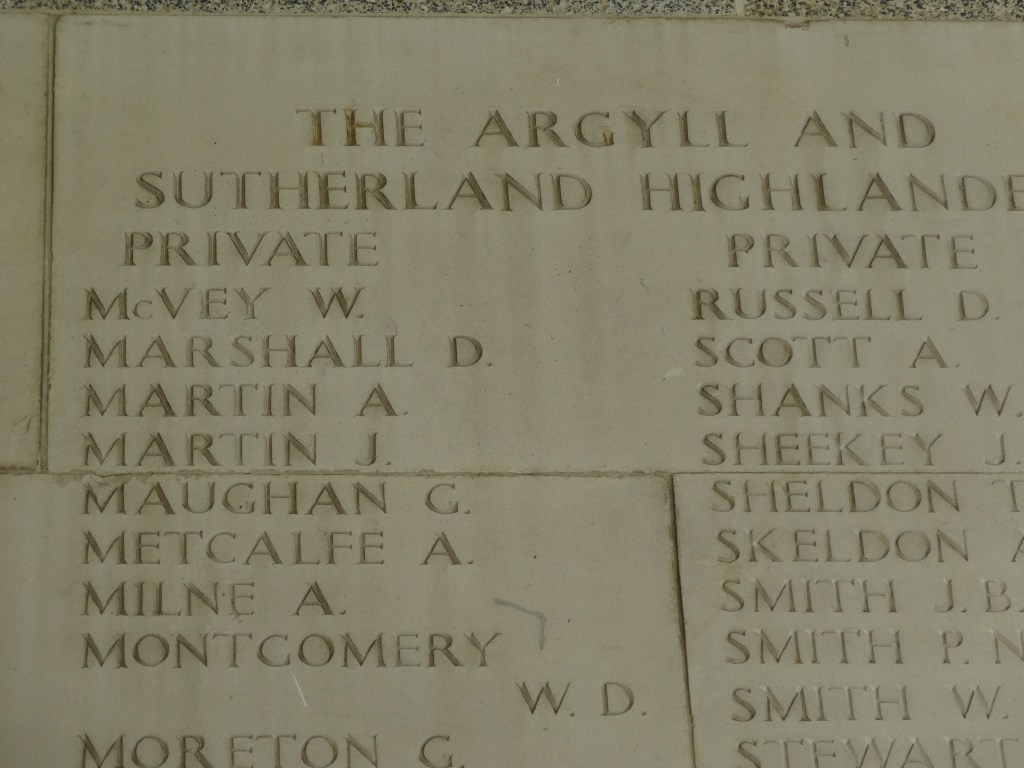 THE ARGYLL AND
SUTHERLAND HIGHLANDE
PRIVATE
McVEY W.
MARSHALL D.
MARTIN A.
MARTIN J.
MAUGHAN G.
METCALFE A.
MILNE A.
MONTGOMERY
W. D.
MORETON G.
PRIVATE
RUSSELL D.
SCOTT A.
SHANKS W.
SHEEKEY J.
SHELDON T
SKELDON A
SMITH J. B.
SMITH P. N
SMITH W.
STEWART